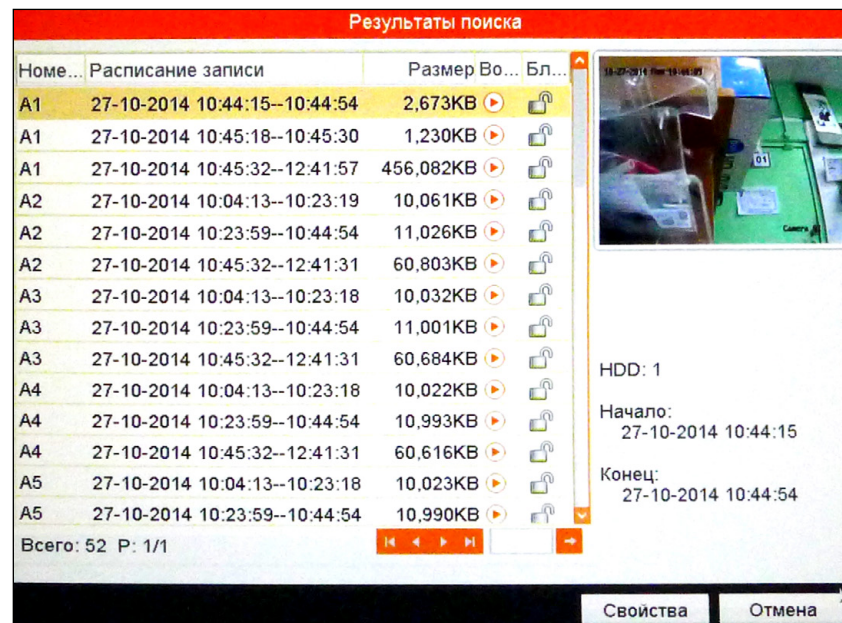 Результаты поиска
Номе... Расписание записи Размер Во... Бл...
A1 27-10-2014 10:44:15--10:44:54 2,673KB
A1 27-10-2014 10:45:18--10:45:30 1,230KB
A1 27-10-2014 10:45:32--12:41:57 456,082KB
A2 27-10-2014 10:04:13--10:23:19 10,061KB
A2 27-10-2014 10:23:59--10:44:54 11,026KB
A2 27-10-2014 10:45:32--12:41:31 60,803KB
A3 27-10-2014 10:04:13--10:23:18 10,032KB
A3 27-10-2014 10:23:59--10:44:54 11,001KB
A3 27-10-2014 10:45:32--12:41:31 60,684KB
A4 27-10-2014 10:04:13--10:23:18 10,022KB
A4 27-10-2014 10:23:59--10:44:54 10,993KB
A4 27-10-2014 10:45:32--12:41:31 60,616KB
A5 27-10-2014 10:04:13--10:23:18 10,023KB
A5 27-10-2014 10:23:59--10:44:54 10,990KB
Всего: 52 P: 1/1
01
Camera
HDD: 1
Начало:
27-10-2014 10:44:15
Конец:
27-10-2014 10:44:54
Свойства Отмена